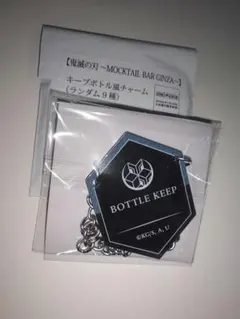 【鬼滅の刃 ～MOCKTAIL BAR GINZA～】
キープボトル風チャーム
(ランダム9種)
BOTTLE KEEP
©KG/S, A, U